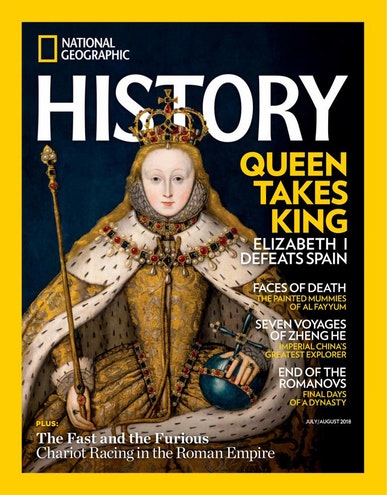 NATIONAL
GEOGRAPHIC
HISTORY
QUEEN
TAKES
KING
ELIZABETH I
DEFEATS SPAIN
FACES OF DEATH
THE PAINTED MUMMIES
OF AL FAYYUM
SEVEN VOYAGES
OF ZHENG HE
IMPERIAL CHINA'S
GREATEST EXPLORER
END OF THE
ROMANOVS
FINAL DAYS
OF A DYNASTY
JULY/AUGUST 2018
PLUS:
The Fast and the Furious
Chariot Racing in the Roman Empire